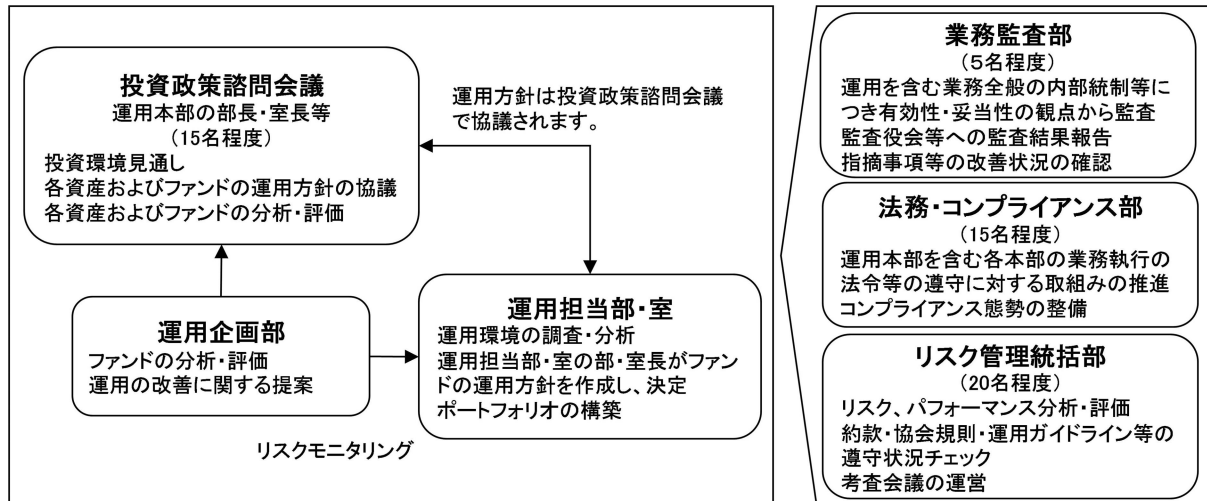 投資政策諮問会議
運用本部の部長・室長等
(15名程度)
投資環境見通し
各資産およびファンドの運用方針の協議
各資産およびファンドの分析・評価
運用方針は投資政策諮問会議
で協議されます。
運用企画部
ファンドの分析・評価
運用の改善に関する提案
運用担当部・室
運用環境の調査・分析
運用担当部・室の部・室長がファン
ドの運用方針を作成し、決定
ポートフォリオの構築
リスクモニタリング
業務監査部
(5名程度)
運用を含む業務全般の内部統制等に
つき有効性・妥当性の観点から監査
監査役会等への監査結果報告
指摘事項等の改善状況の確認
法務・コンプライアンス部
(15名程度)
運用本部を含む各本部の業務執行の
法令等の遵守に対する取組みの推進
コンプライアンス態勢の整備
リスク管理統括部
(20名程度)
リスク、パフォーマンス分析・評価
約款・協会規則・運用ガイドライン等の
遵守状況チェック
考査会議の運営